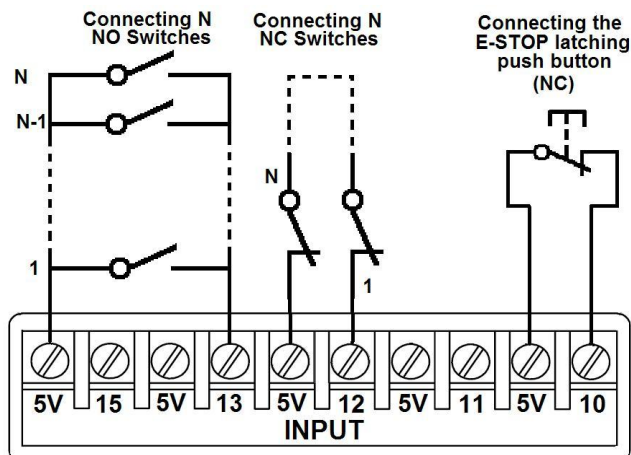 Connecting N
NO Switches
Connecting N
NC Switches
Connecting the
E-STOP latching
push button
(NC)
N
N-1
1
N
1
5V 15 5V 13 5V 12 5V 11 5V 10
INPUT